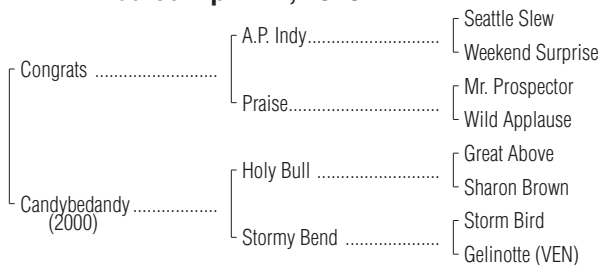 Seattle Slew
A.P. Indy
Weekend Surprise
Congrats
Mr. Prospector
Praise
Wild Applause
Great Above
Holy Bull
Sharon Brown
Candybedandy
(2000)
Storm Bird
Stormy Bend
Gelinotte (VEN)